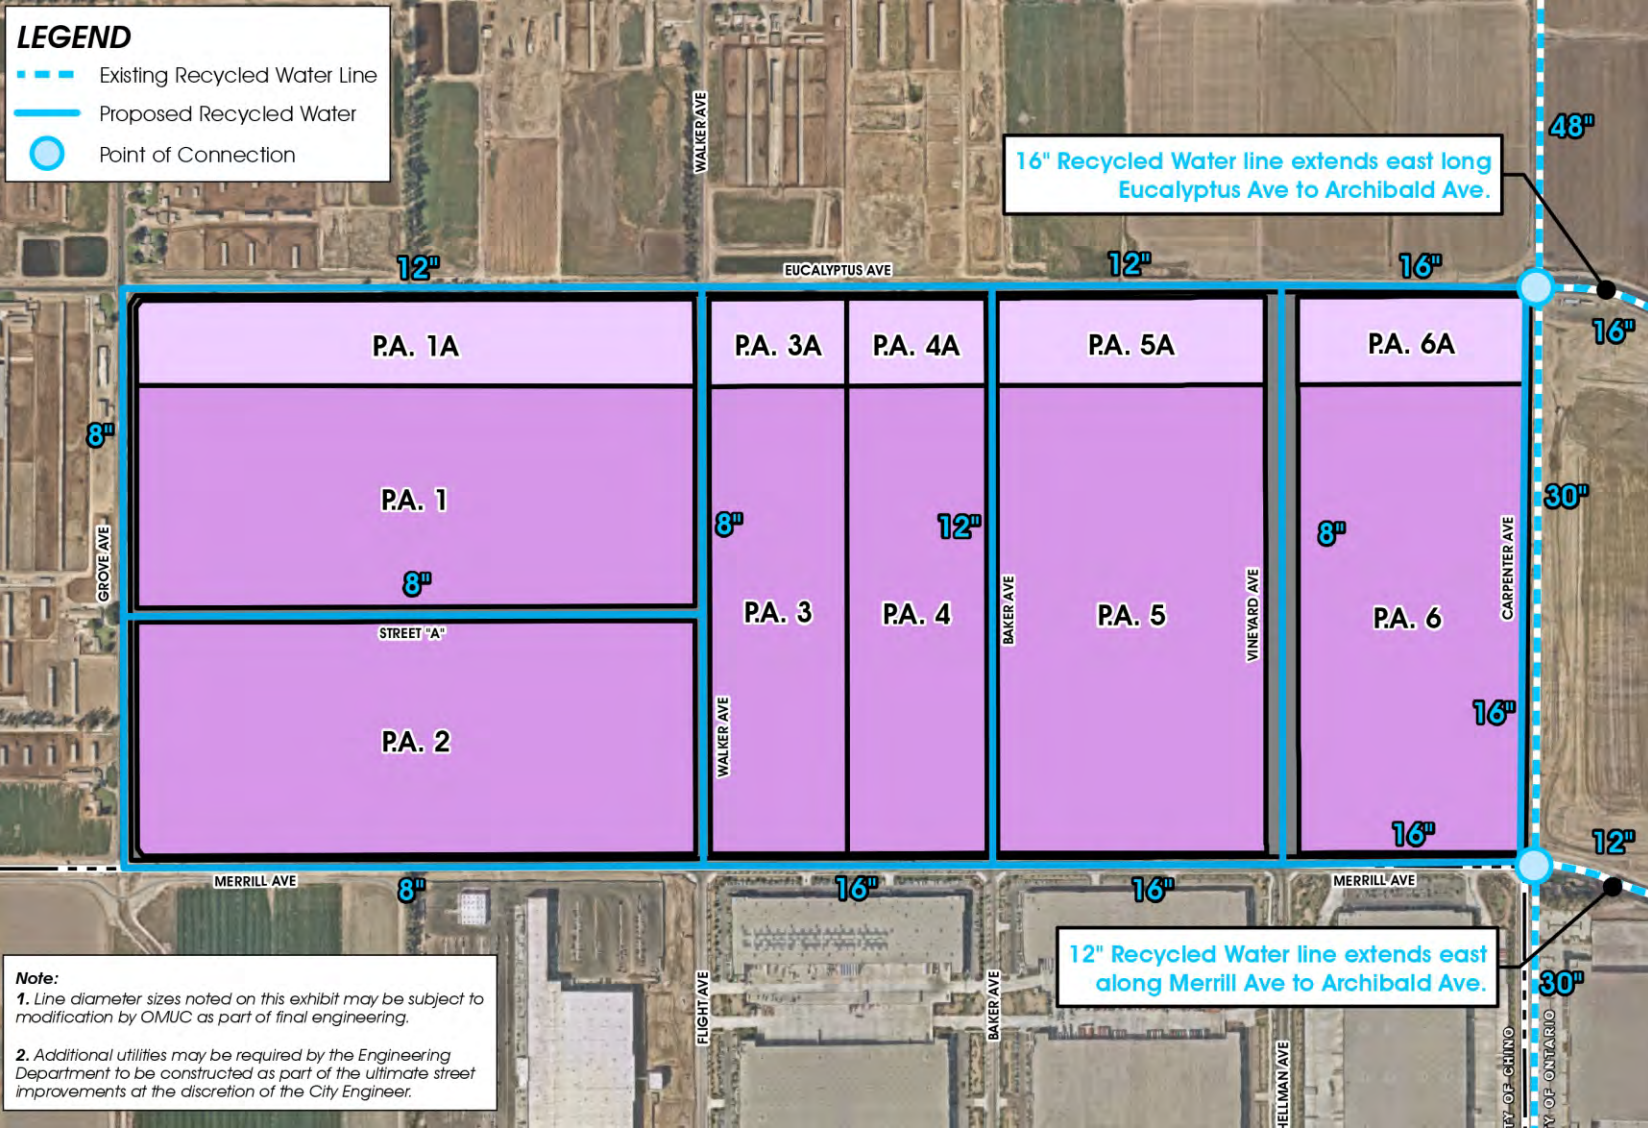 LEGEND
Existing Recycled Water Line
Proposed Recycled Water
Point of Connection
WALKER AVE
48"
16" Recycled Water line extends east long
Eucalyptus Ave to Archibald Ave.
12"
EUCALYPTUS AVE
12"
16"
16"
P.A. 1A
P.A. 3A
P.A. 4A
P.A. 5A
P.A. 6A
8"
P.A. 1
8"
12"
8"
30"
GROVE AVE
8"
STREET "A"
P.A. 3
P.A. 4
BAKER AVE
P.A. 5
VINEYARD AVE
P.A. 6
CARPENTER AVE
P.A. 2
WALKER AVE
16"
16"
12"
MERRILL AVE
8"
16"
16"
MERRILL AVE
12" Recycled Water line extends east
along Merrill Ave to Archibald Ave.
30"
FLIGHT AVE
BAKER AVE
HELLMAN AVE
TY OF CHINO
TY OF ONTARIO
Note:
1. Line diameter sizes noted on this exhibit may be subject to
modification by OMUC as part of final engineering.
2. Additional utilities may be required by the Engineering
Department to be constructed as part of the ultimate street
improvements at the discretion of the City Engineer.